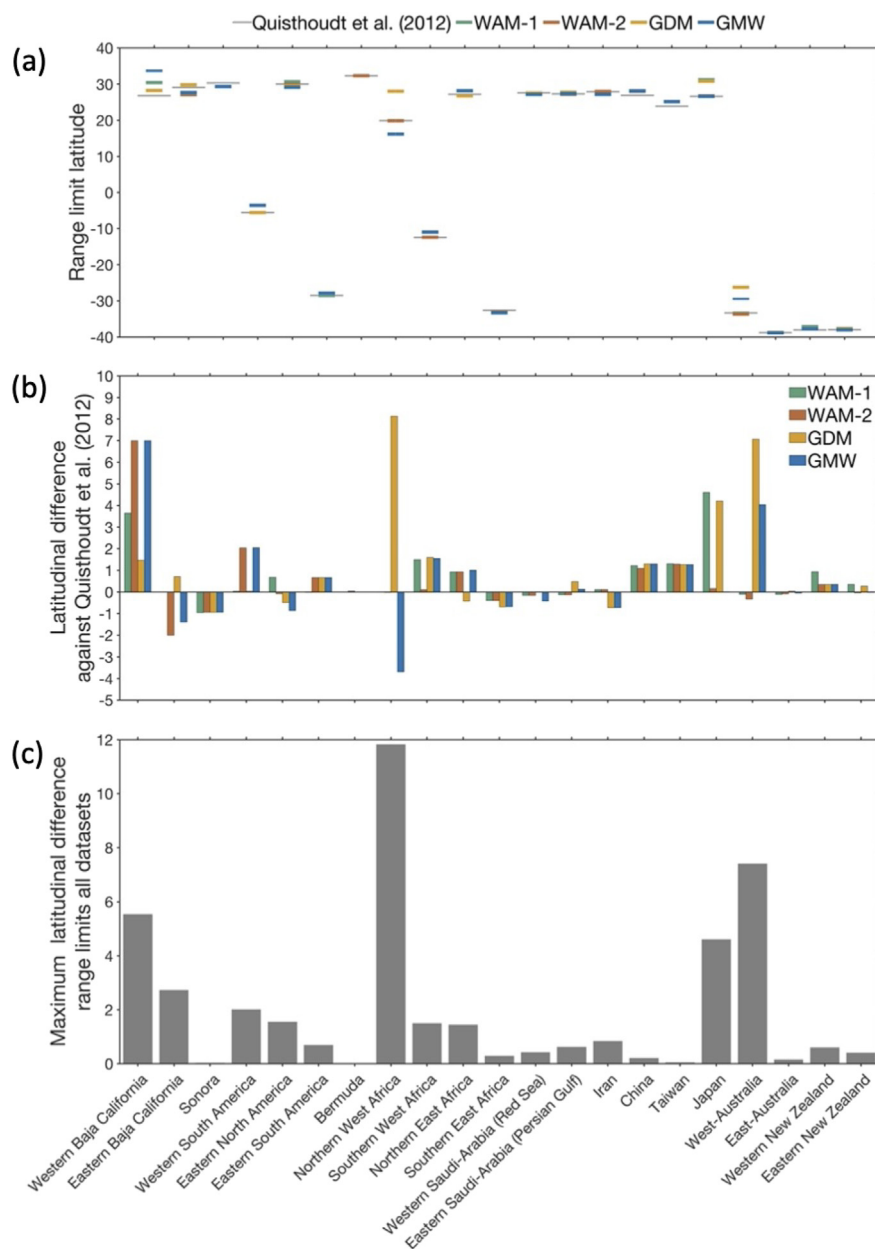 Quisthoudt et al. (2012) WAM-1 WAM-2 GDM GMW
(a)
Range limit latitude
40
30
20
10
0
-10
-20
-30
-40
(b)
Latitudinal difference
against Quisthoudt et al. (2012)
10
9
8
7
6
5
4
3
2
1
0
-1
-2
-3
-4
-5
WAM-1
WAM-2
GDM
GMW
(c)
Maximum latitudinal difference
range limits all datasets
12
10
8
6
4
2
0
Western Baja California
Eastern Baja California
Sonora
Western South America
Eastern North America
Eastern South America
Bermuda
Northern West Africa
Southern West Africa
Northern East Africa
Southern East Africa
Western Saudi-Arabia (Red Sea)
Eastern Saudi-Arabia (Persian Gulf)
Iran
China
Taiwan
Japan
West-Australia
East-Australia
Western New Zealand
Eastern New Zealand